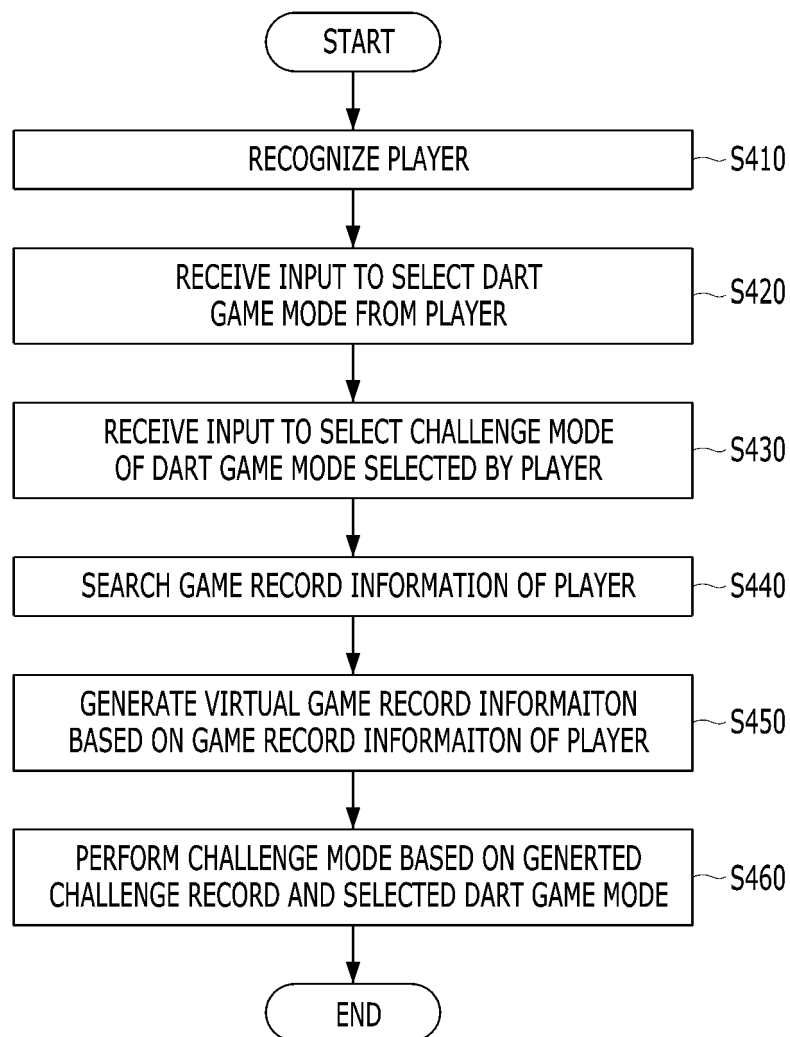 START
RECOGNIZE PLAYER
S410
RECEIVE INPUT TO SELECT DART
GAME MODE FROM PLAYER
S420
RECEIVE INPUT TO SELECT CHALLENGE MODE
OF DART GAME MODE SELECTED BY PLAYER
S430
SEARCH GAME RECORD INFORMATION OF PLAYER
S440
GENERATE VIRTUAL GAME RECORD INFORMAITON
BASED ON GAME RECORD INFORMAITON OF PLAYER
S450
PERFORM CHALLENGE MODE BASED ON GENERTED
CHALLENGE RECORD AND SELECTED DART GAME MODE
S460
END